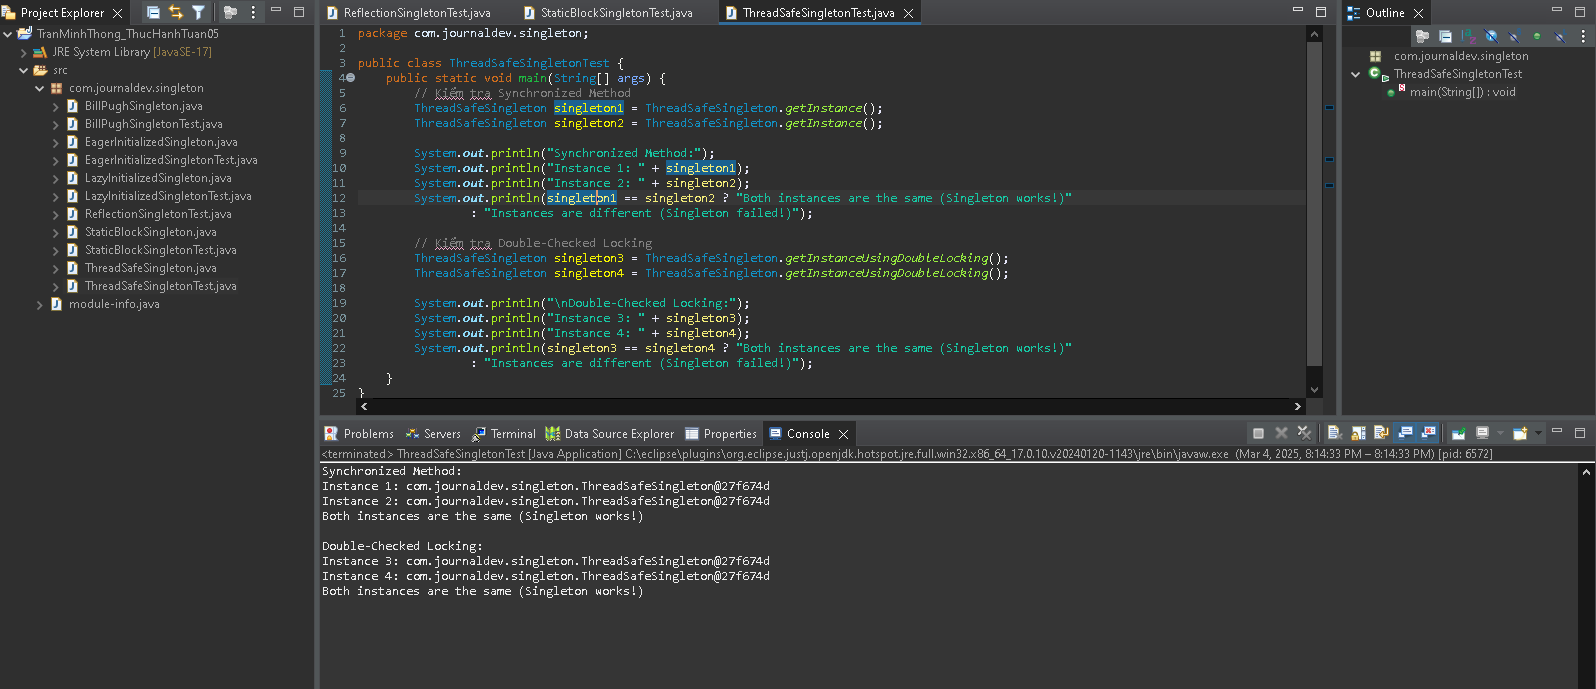 Project Explorer
TranMinhThong_ThucHanhTuan05
JRE System Library [JavaSE-17]
src
com.journaldev.singleton
BillPughSingleton.java
BillPughSingletonTest.java
EagerInitializedSingleton.java
EagerInitializedSingletonTest.java
LazyInitializedSingleton.java
LazyInitializedSingletonTest.java
ReflectionSingletonTest.java
StaticBlockSingleton.java
StaticBlockSingletonTest.java
ThreadSafeSingleton.java
ThreadSafeSingletonTest.java
module-info.java
ReflectionSingletonTest.java StaticBlockSingletonTest.java ThreadSafeSingletonTest.java
1 package com.journaldev.singleton;
2
3 public class ThreadSafeSingletonTest {
4 public static void main(String[] args) {
5 // Kiểm tra Synchronized Method
6 ThreadSafeSingleton singleton1 = ThreadSafeSingleton.getInstance();
7 ThreadSafeSingleton singleton2 = ThreadSafeSingleton.getInstance();
8
9 System.out.println("Synchronized Method:");
10 System.out.println("Instance 1: " + singleton1);
11 System.out.println("Instance 2: " + singleton2);
12 System.out.println(singleton1 == singleton2 ? "Both instances are the same (Singleton works!)"
13 : "Instances are different (Singleton failed!)");
14
15 // Kiểm tra Double-Checked Locking
16 ThreadSafeSingleton singleton3 = ThreadSafeSingleton.getInstanceUsingDoubleLocking();
17 ThreadSafeSingleton singleton4 = ThreadSafeSingleton.getInstanceUsingDoubleLocking();
18
19 System.out.println("\nDouble-Checked Locking:");
20 System.out.println("Instance 3: " + singleton3);
21 System.out.println("Instance 4: " + singleton4);
22 System.out.println(singleton3 == singleton4 ? "Both instances are the same (Singleton works!)"
23 : "Instances are different (Singleton failed!)");
24 }
25 }
Outline
com.journaldev.singleton
ThreadSafeSingletonTest
main(String[]) : void
Problems Servers Terminal Data Source Explorer Properties Console
<terminated> ThreadSafeSingletonTest [Java Application] C:\eclipse\plugins\org.eclipse.justj.openjdk.hotspot.jre.full.win32.x86_64_17.0.10.v20240120-1143\jre\bin\javaw.exe (Mar 4, 2025, 8:14:33 PM – 8:14:33 PM) [pid: 6572]
Synchronized Method:
Instance 1: com.journaldev.singleton.ThreadSafeSingleton@27f674d
Instance 2: com.journaldev.singleton.ThreadSafeSingleton@27f674d
Both instances are the same (Singleton works!)

Double-Checked Locking:
Instance 3: com.journaldev.singleton.ThreadSafeSingleton@27f674d
Instance 4: com.journaldev.singleton.ThreadSafeSingleton@27f674d
Both instances are the same (Singleton works!)